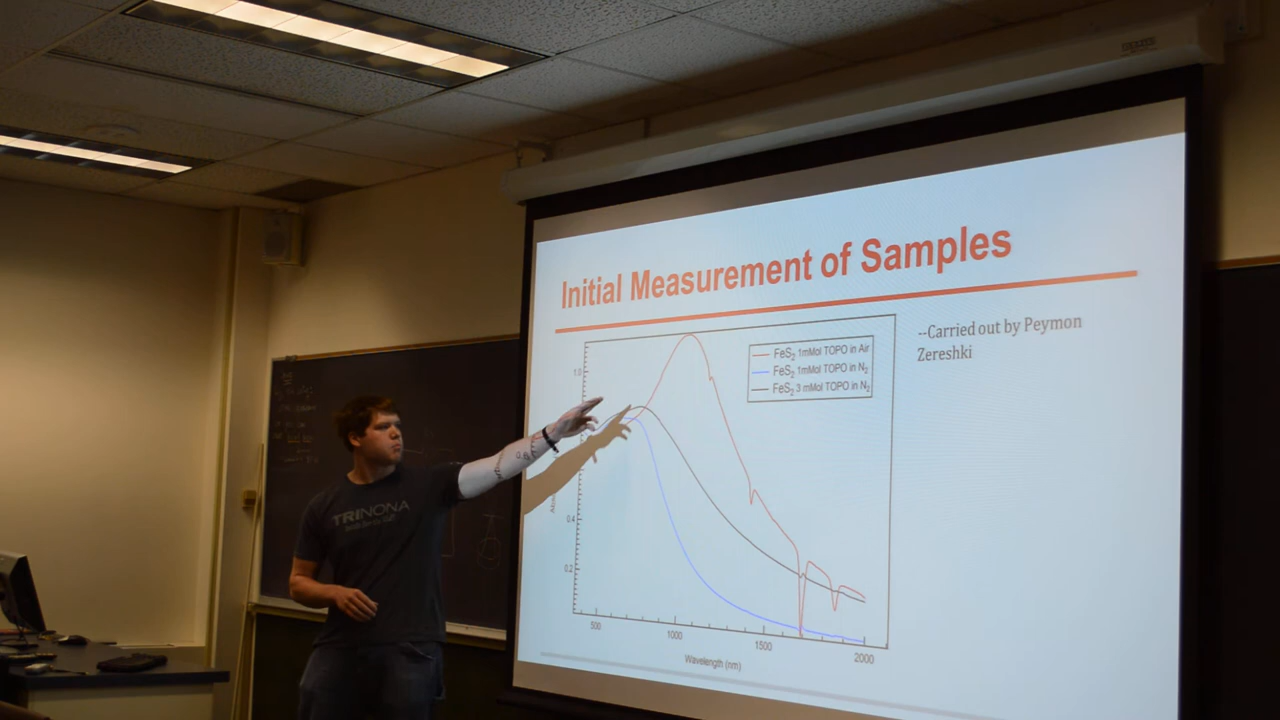 Initial Measurement of Samples
--Carried out by Peymon
Zereshki
FeS2 1mMol TOPO in Air
FeS2 1mMol TOPO in N2
FeS2 3 mMol TOPO in N2
1.0
0.4
0.2
500
1000
1500
2000
Wavelength (nm)
TRINONA